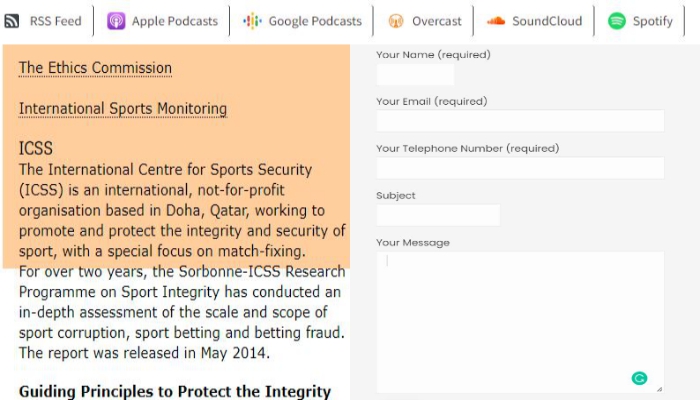 RSS Feed
Apple Podcasts
Google Podcasts
Overcast
SoundCloud
Spotify
The Ethics Commission
International Sports Monitoring
ICSS
The International Centre for Sports Security
(ICSS) is an international, not-for-profit
organisation based in Doha, Qatar, working to
promote and protect the integrity and security of
sport, with a special focus on match-fixing.
For over two years, the Sorbonne-ICSS Research
Programme on Sport Integrity has conducted an
in-depth assessment of the scale and scope of
sport corruption, sport betting and betting fraud.
The report was released in May 2014.
Guiding Principles to Protect the Integrity
Your Name (required)
Your Email (required)
Your Telephone Number (required)
Subject
Your Message